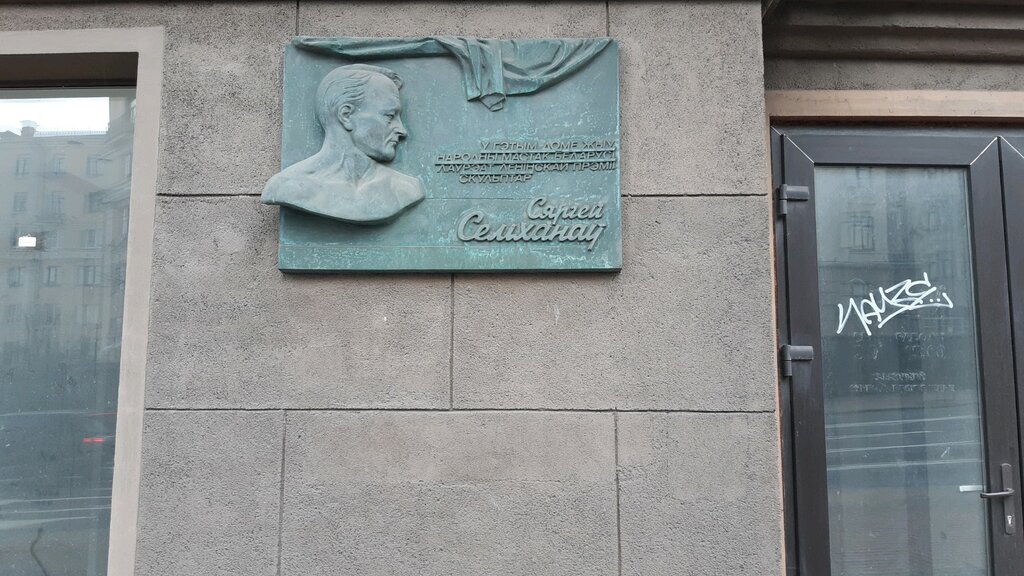 У ГЭТЫМ ДОМЕ ЖЫЎ
НАРОДНЫ МАСТАК БЕЛАРУСІ
ЛАЎРЭАТ ЛЕНІНСКАЙ ПРЭМІІ
СКУЛЬПТАР
Сяргей
Селіханаў